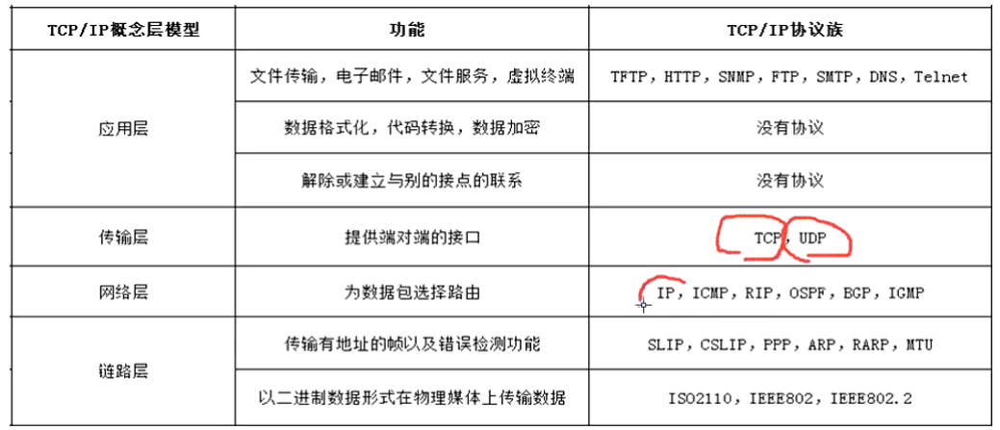 TCP/IP概念层模型 功能 TCP/IP协议族
文件传输，电子邮件，文件服务，虚拟终端 TFTP，HTTP，SNMP，FTP，SMTP，DNS，Telnet
应用层 数据格式化，代码转换，数据加密 没有协议
解除或建立与别的接点的联系 没有协议
传输层 提供端对端的接口 TCP，UDP
网络层 为数据包选择路由 IP，ICMP，RIP，OSPF，BGP，IGMP
链路层 传输有地址的帧以及错误检测功能 SLIP，CSLIP，PPP，ARP，RARP，MTU
以二进制数据形式在物理媒体上传输数据 ISO2110，IEEE802，IEEE802.2